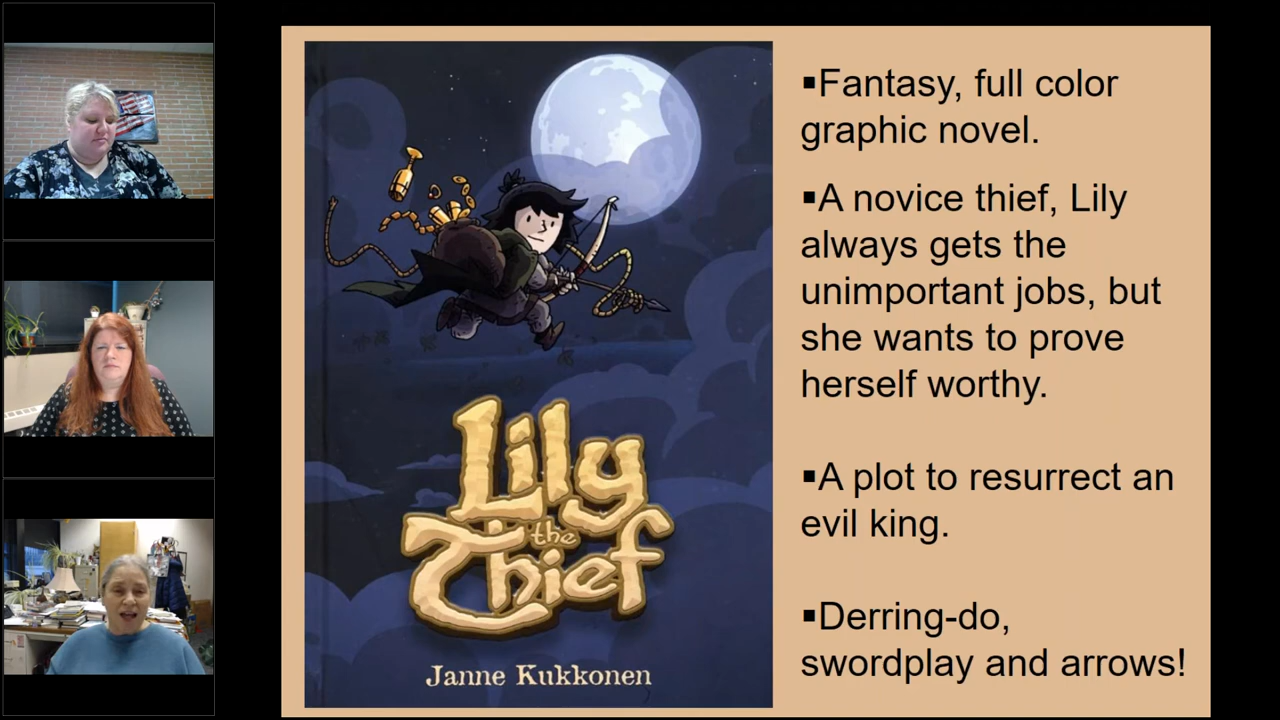 Lily
the
Thief
Janne Kukkonen
▪Fantasy, full color
graphic novel.
▪A novice thief, Lily
always gets the
unimportant jobs, but
she wants to prove
herself worthy.
▪A plot to resurrect an
evil king.
▪Derring-do,
swordplay and arrows!